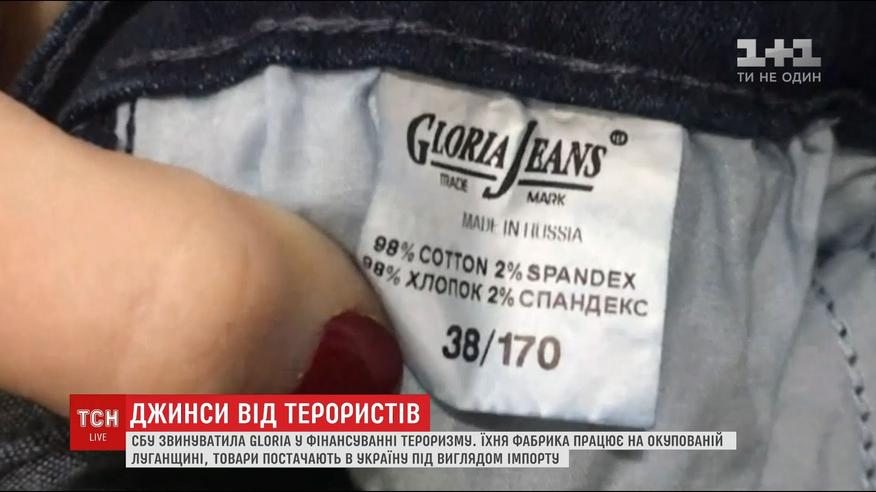 1+1
ТИ НЕ ОДИН
GLORIA JEANS
TRADE MARK
MADE IN RUSSIA
98% COTTON 2% SPANDEX
98% ХЛОПОК 2% СПАНДЕКС
38/170
ТСН
LIVE
ДЖИНСИ ВІД ТЕРОРИСТІВ
СБУ ЗВИНУВАТИЛА GLORIA У ФІНАНСУВАННІ ТЕРОРИЗМУ. ЇХНЯ ФАБРИКА ПРАЦЮЄ НА ОКУПОВАНІЙ
ЛУГАНЩИНІ, ТОВАРИ ПОСТАЧАЮТЬ В УКРАЇНУ ПІД ВИГЛЯДОМ ІМПОРТУ